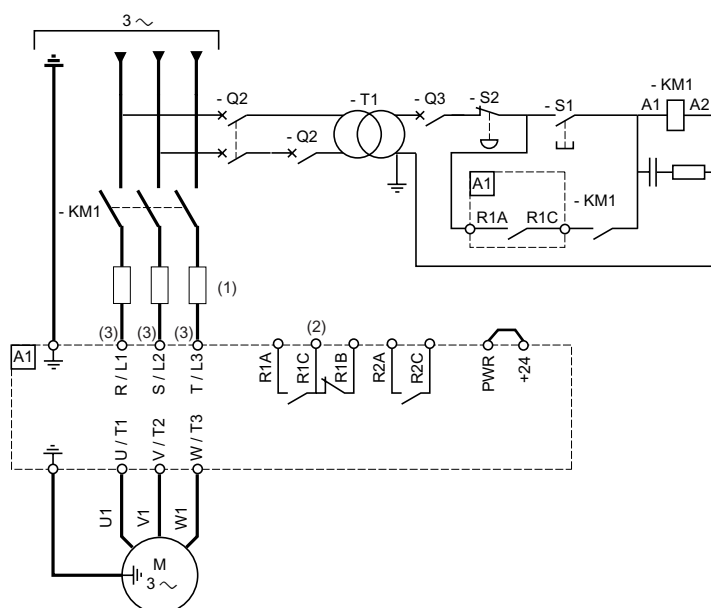 3 ~
- Q2
- T1
- Q3
- S2
- S1
- KM1
A1
A2
- Q2
A1
- KM1
R1A
R1C
- KM1
(1)
(3)
(3)
(3)
(2)
A1
R / L1
S / L2
T / L3
R1A
R1C
R1B
R2A
R2C
PWR
+24
U / T1
V / T2
W / T3
U1
V1
W1
M
3 ~